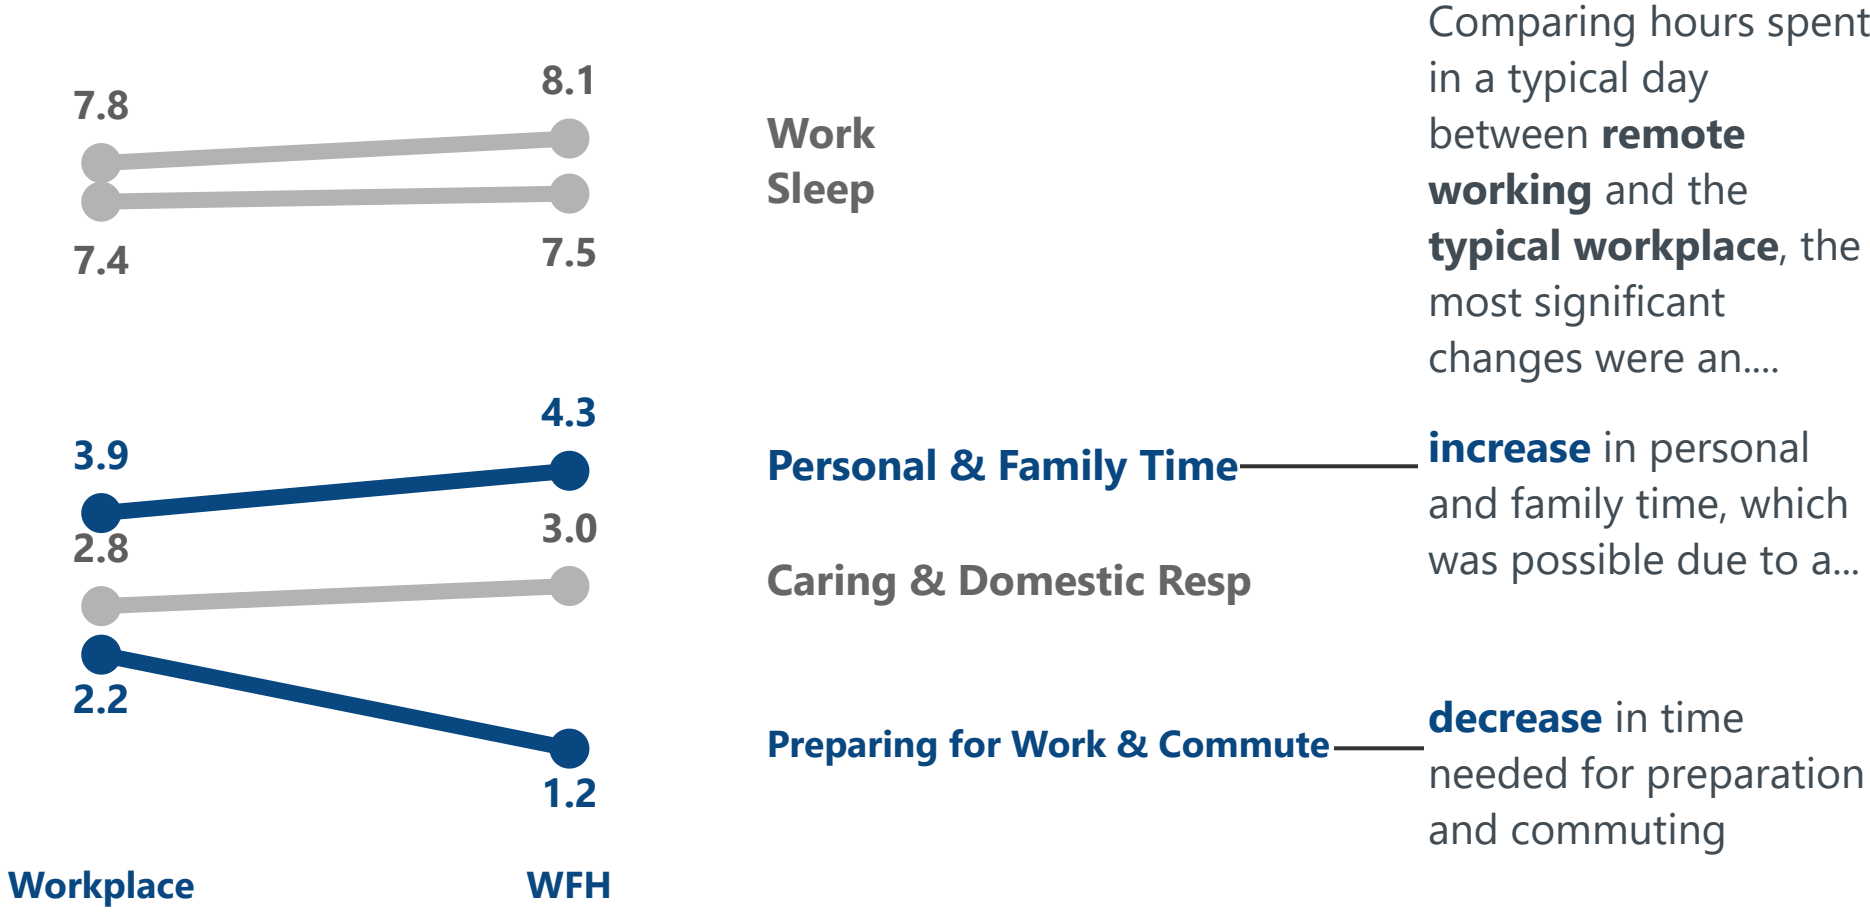 7.8
8.1
7.4
7.5
Work
Sleep
3.9
4.3
2.8
3.0
2.2
1.2
Personal & Family Time
Caring & Domestic Resp
Preparing for Work & Commute
Workplace
WFH
Comparing hours spent
in a typical day
between remote
working and the
typical workplace, the
most significant
changes were an....
increase in personal
and family time, which
was possible due to a...
decrease in time
needed for preparation
and commuting